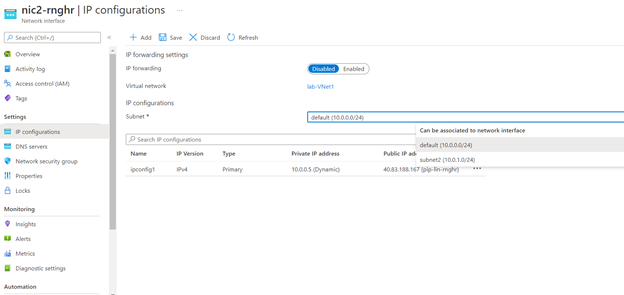 nic2-rnghr | IP configurations ...
Network interface
Search (Ctrl+/)
«
Add
Save
Discard
Refresh
Overview
Activity log
Access control (IAM)
Tags
Settings
IP configurations
DNS servers
Network security group
Properties
Locks
Monitoring
Insights
Alerts
Metrics
Diagnostic settings
Automation
IP forwarding settings
IP forwarding
Disabled Enabled
Virtual network
lab-VNet1
IP configurations
Subnet *
default (10.0.0.0/24)
Can be associated to network interface
default (10.0.0.0/24)
subnet2 (10.0.1.0/24)
Search IP configurations
Name IP Version Type Private IP address Public IP add
ipconfig1 IPv4 Primary 10.0.0.5 (Dynamic) 40.83.188.167 (pip-lin-rnghr) ...